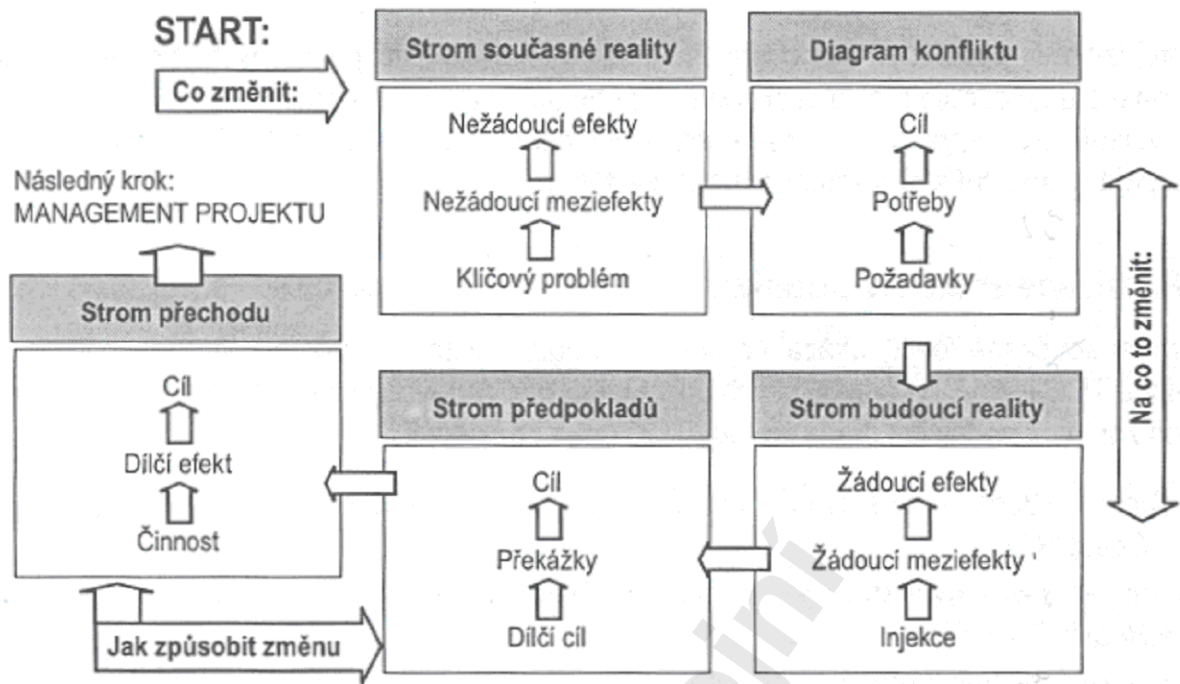 START:
Co změnit:
Strom současné reality
Nežádoucí efekty
Nežádoucí meziefekty
Klíčový problém
Diagram konfliktu
Cíl
Potřeby
Požadavky
Na co to změnit:
Strom budoucí reality
Žádoucí efekty
Žádoucí meziefekty
Injekce
Strom předpokladů
Cíl
Překážky
Dílčí cíl
Jak způsobit změnu
Strom přechodu
Cíl
Dílčí efekt
Činnost
Následný krok:
MANAGEMENT PROJEKTU